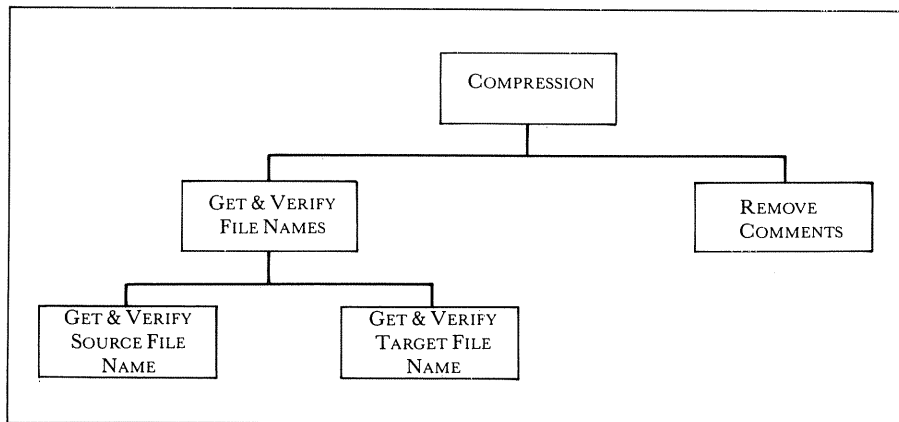 COMPRESSION
GET & VERIFY
FILE NAMES
REMOVE
COMMENTS
GET & VERIFY
SOURCE FILE
NAME
GET & VERIFY
TARGET FILE
NAME